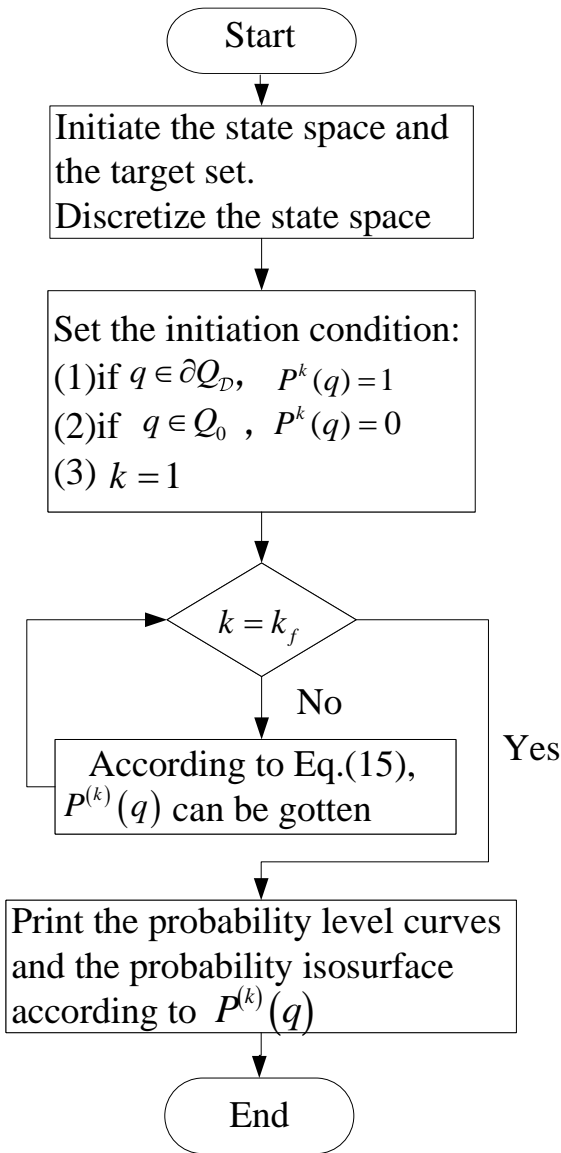 Start
Initiate the state space and
the target set.
Discretize the state space
Set the initiation condition:
(1)if q ∈ ∂Q_𝒟, P^k(q) = 1
(2)if q ∈ Q_0 , P^k(q) = 0
(3) k = 1
k = k_f
No
Yes
According to Eq.(15),
P^(k)(q) can be gotten
Print the probability level curves
and the probability isosurface
according to P^(k)(q)
End